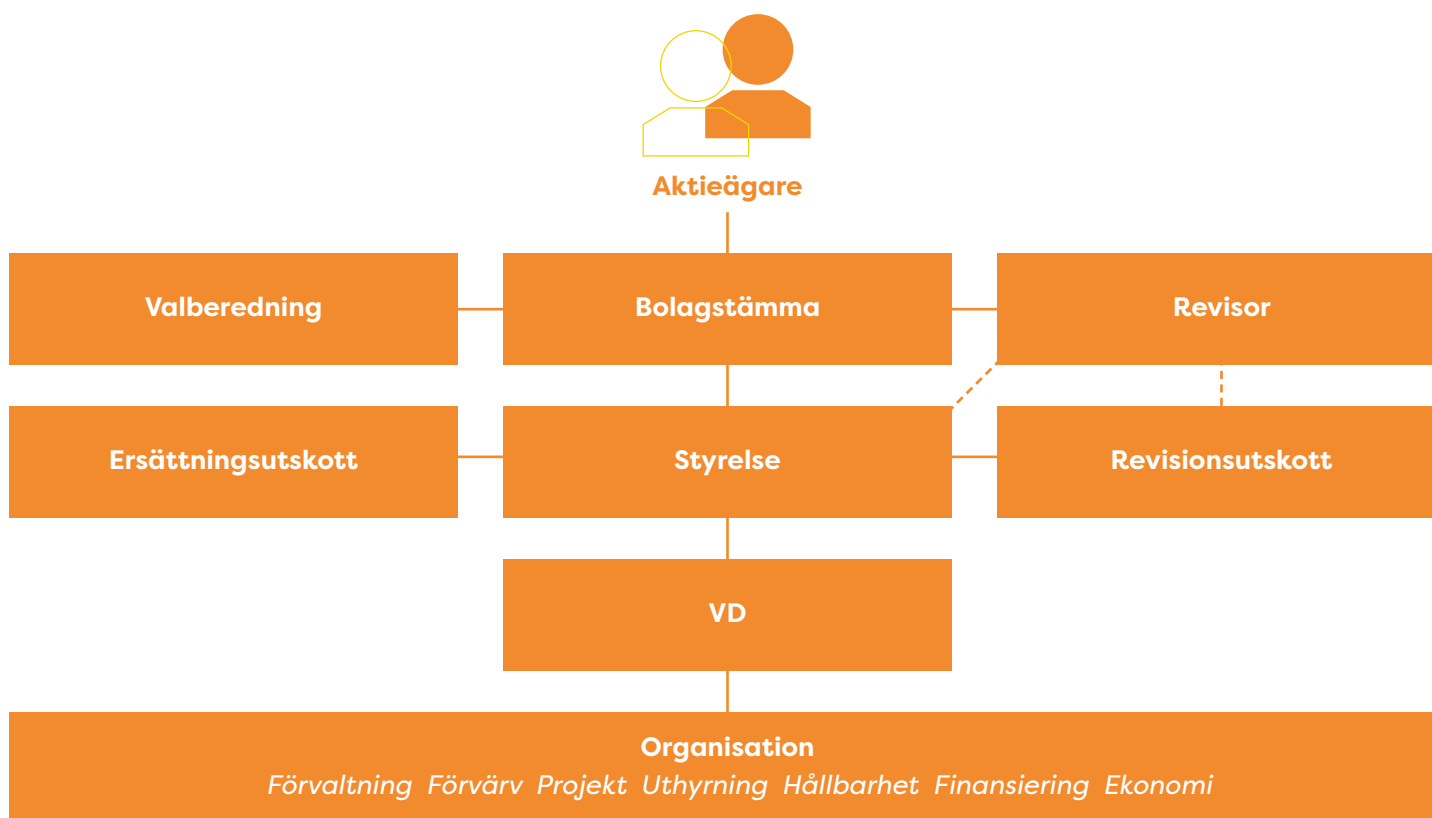 Aktieägare
Valberedning
Bolagstämma
Revisor
Ersättningsutskott
Styrelse
Revisionsutskott
VD
Organisation
Förvaltning Förvärv Projekt Uthyrning Hållbarhet Finansiering Ekonomi